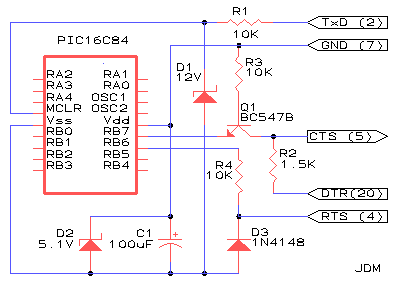 R1
10K
TxD (2)
GND (7)
PIC16C84
D1
12V
R3
10K
RA2 RA1
RA3 RA0
RA4 OSC1
MCLR OSC2
Vss Vdd
RB0 RB7
RB1 RB6
RB2 RB5
RB3 RB4
Q1
BC547B
CTS (5)
R2
1.5K
R4
10K
DTR(20)
RTS (4)
D2
5.1V
C1
100uF
+
D3
1N4148
JDM